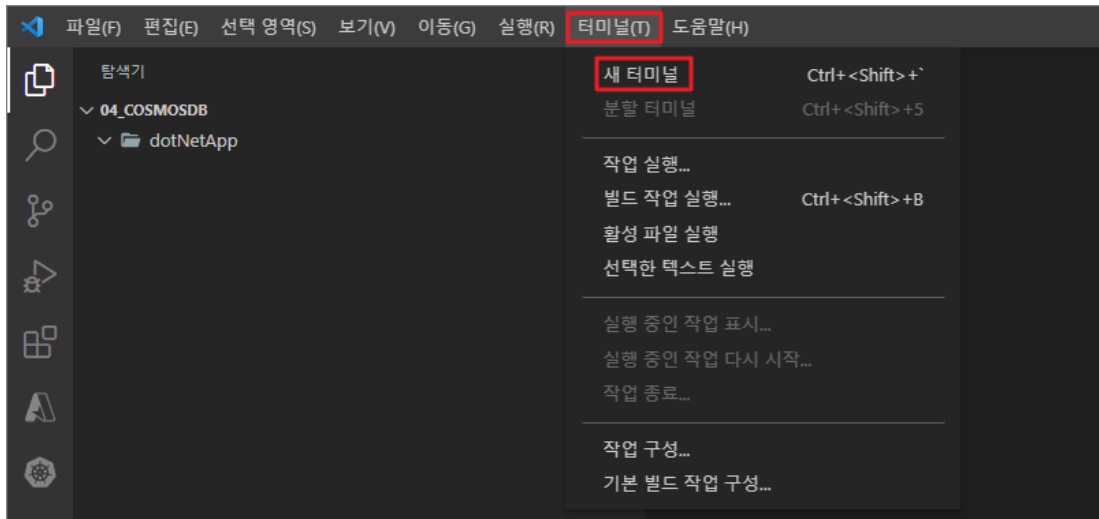 파일(F) 편집(E) 선택 영역(S) 보기(V) 이동(G) 실행(R) 터미널(T) 도움말(H)
탐색기
04_COSMOSDB
dotNetApp
새 터미널 Ctrl+<Shift>+`
분할 터미널 Ctrl+<Shift>+5
작업 실행...
빌드 작업 실행... Ctrl+<Shift>+B
활성 파일 실행
선택한 텍스트 실행
실행 중인 작업 표시...
실행 중인 작업 다시 시작...
작업 종료...
작업 구성...
기본 빌드 작업 구성...